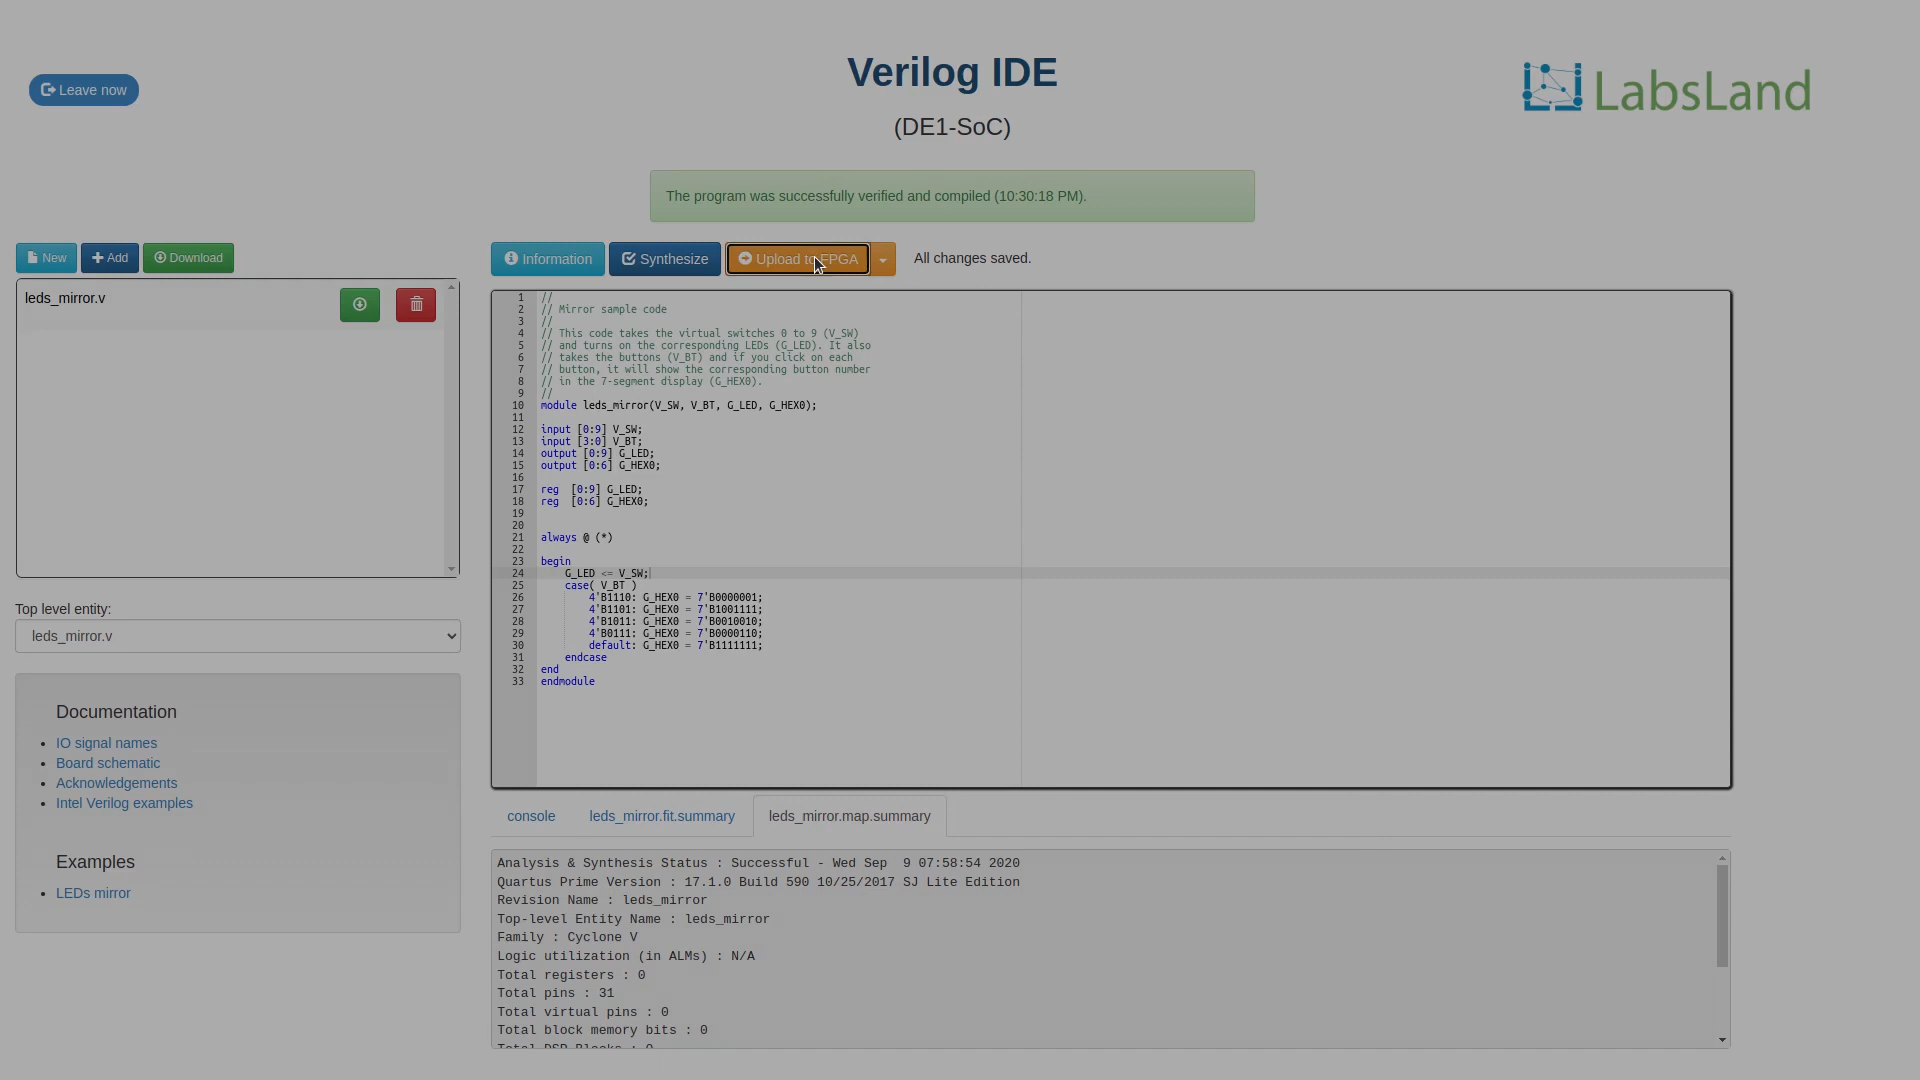 Leave now
Verilog IDE
(DE1-SoC)
LabsLand
The program was successfully verified and compiled (10:30:18 PM).
New
Add
Download
Information
Synthesize
Upload to FPGA
All changes saved.
leds_mirror.v
Top level entity:
leds_mirror.v
Documentation
IO signal names
Board schematic
Acknowledgements
Intel Verilog examples
Examples
LEDs mirror
1 //
2 // Mirror sample code
3 //
4 // This code takes the virtual switches 0 to 9 (V_SW)
5 // and turns on the corresponding LEDs (G_LED). It also
6 // takes the buttons (V_BT) and if you click on each
7 // button, it will show the corresponding button number
8 // in the 7-segment display (G_HEX0).
9 //
10 module leds_mirror(V_SW, V_BT, G_LED, G_HEX0);
11
12 input [0:9] V_SW;
13 input [3:0] V_BT;
14 output [0:9] G_LED;
15 output [0:6] G_HEX0;
16
17 reg  [0:9] G_LED;
18 reg  [0:6] G_HEX0;
19
20
21 always @ (*)
22
23 begin
24     G_LED <= V_SW;
25     case( V_BT )
26         4'B1110: G_HEX0 = 7'B0000001;
27         4'B1101: G_HEX0 = 7'B1001111;
28         4'B1011: G_HEX0 = 7'B0010010;
29         4'B0111: G_HEX0 = 7'B0000110;
30         default: G_HEX0 = 7'B1111111;
31     endcase
32 end
33 endmodule
console
leds_mirror.fit.summary
leds_mirror.map.summary
Analysis & Synthesis Status : Successful - Wed Sep  9 07:58:54 2020
Quartus Prime Version : 17.1.0 Build 590 10/25/2017 SJ Lite Edition
Revision Name : leds_mirror
Top-level Entity Name : leds_mirror
Family : Cyclone V
Logic utilization (in ALMs) : N/A
Total registers : 0
Total pins : 31
Total virtual pins : 0
Total block memory bits : 0
Total DSP Blocks : 0